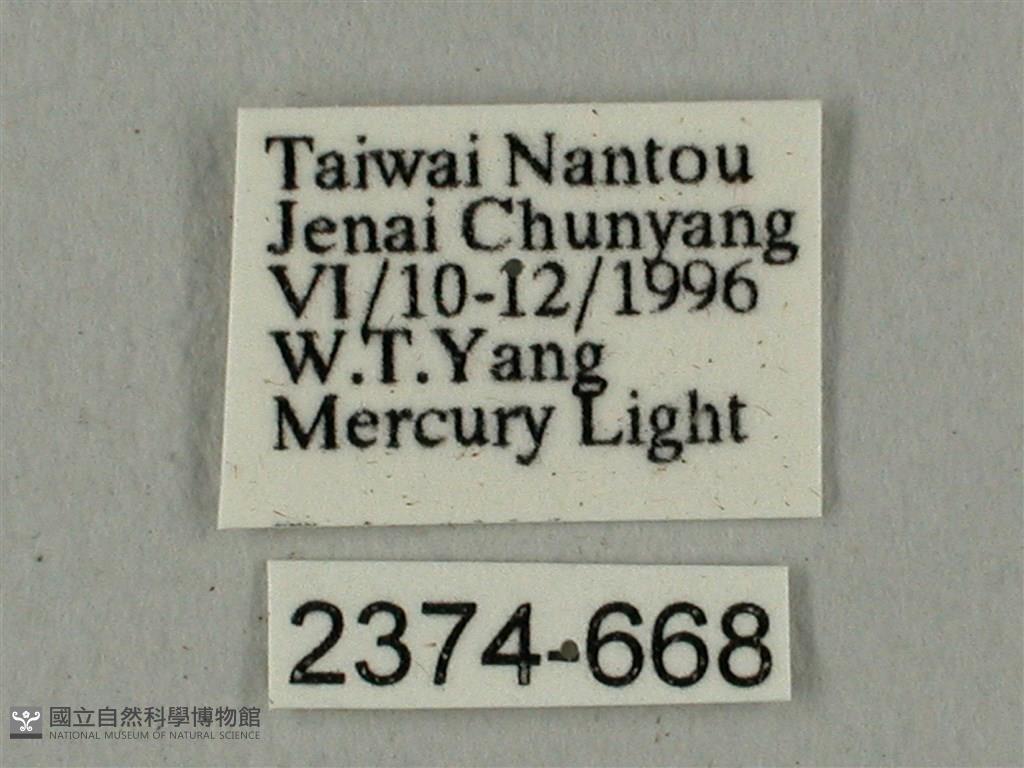 Taiwai Nantou
Jenai Chunyang
VI/10-12/1996
W.T.Yang
Mercury Light
2374-668
國立自然科學博物館
NATIONAL MUSEUM OF NATURAL SCIENCE